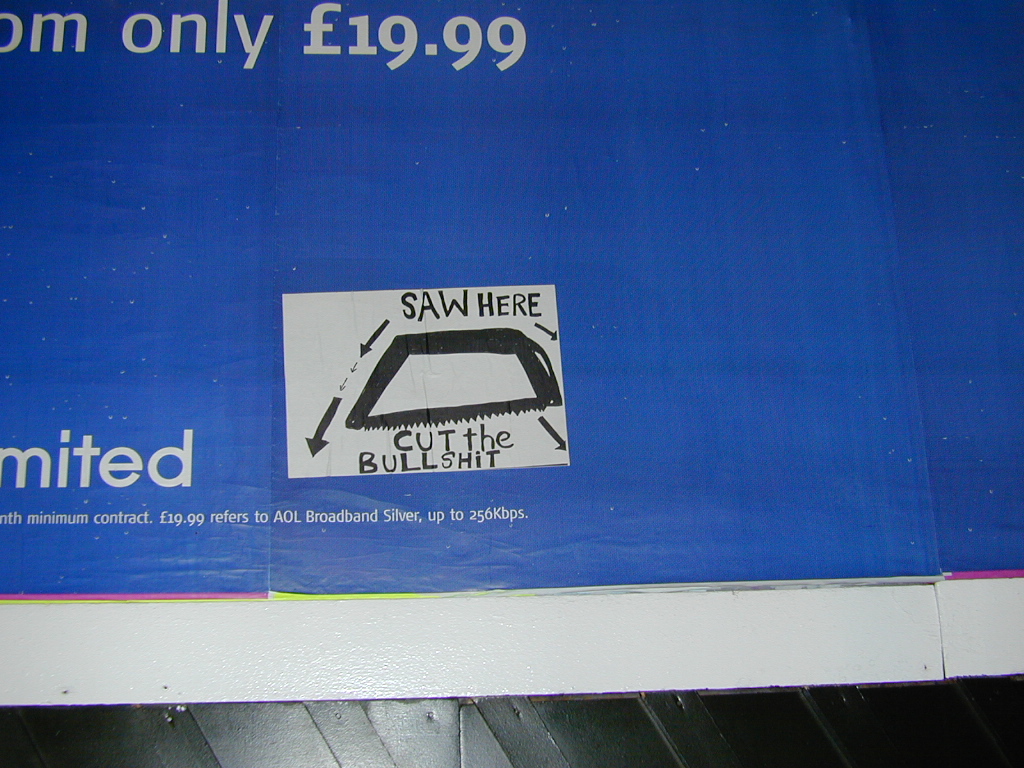 om only £19.99
SAW HERE
CUT the
BULLSHIT
mited
nth minimum contract. £19.99 refers to AOL Broadband Silver, up to 256Kbps.